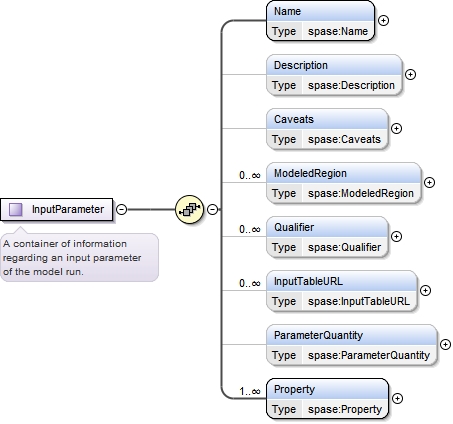 Name
Type spase:Name
Description
Type spase:Description
Caveats
Type spase:Caveats
0..∞
ModeledRegion
Type spase:ModeledRegion
InputParameter
A container of information
regarding an input parameter
of the model run.
0..∞
Qualifier
Type spase:Qualifier
0..∞
InputTableURL
Type spase:InputTableURL
ParameterQuantity
Type spase:ParameterQuantity
1..∞
Property
Type spase:Property